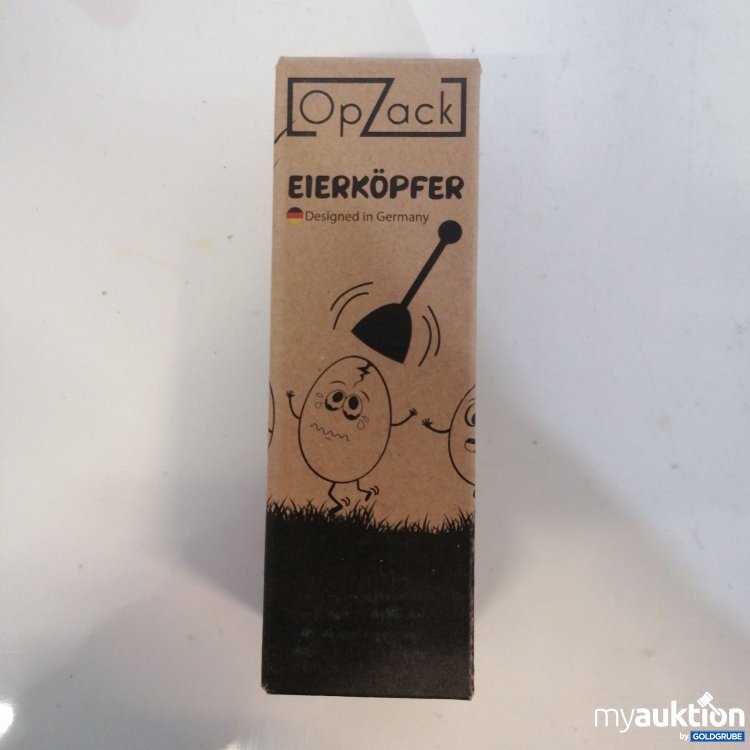 OpZack
EIERKÖPFER
Designed in Germany
myauktion
by GOLDGRUBE